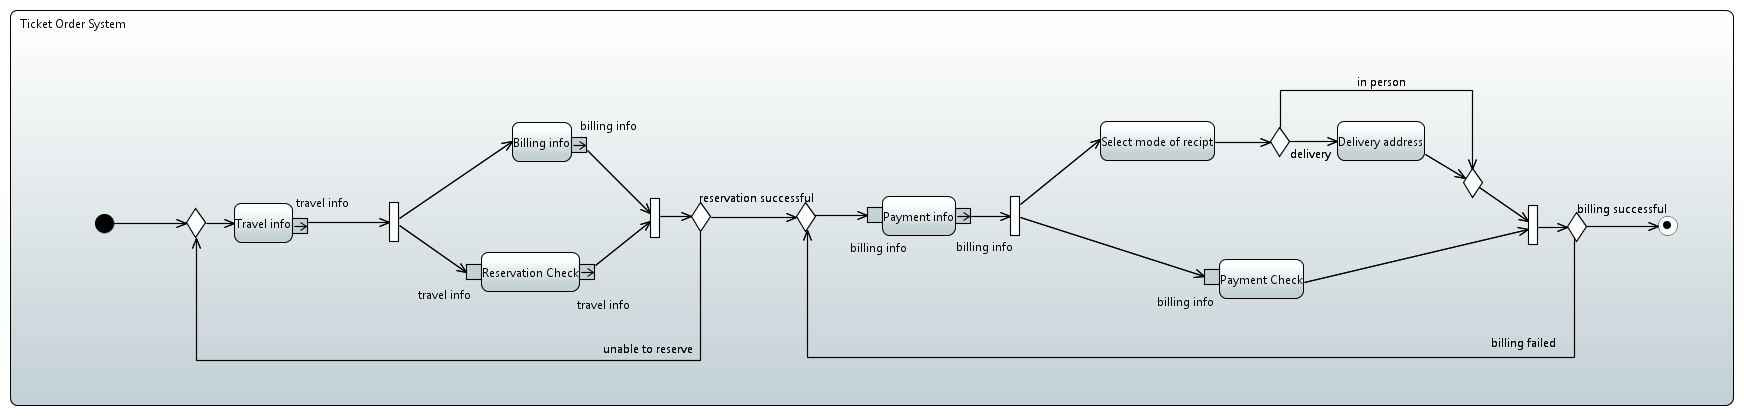 Ticket Order System
in person
billing info
Billing info
Select mode of recipt
delivery
Delivery address
travel info
Travel info
reservation successful
billing successful
Payment info
billing info
billing info
Reservation Check
travel info
travel info
Payment Check
billing info
unable to reserve
billing failed